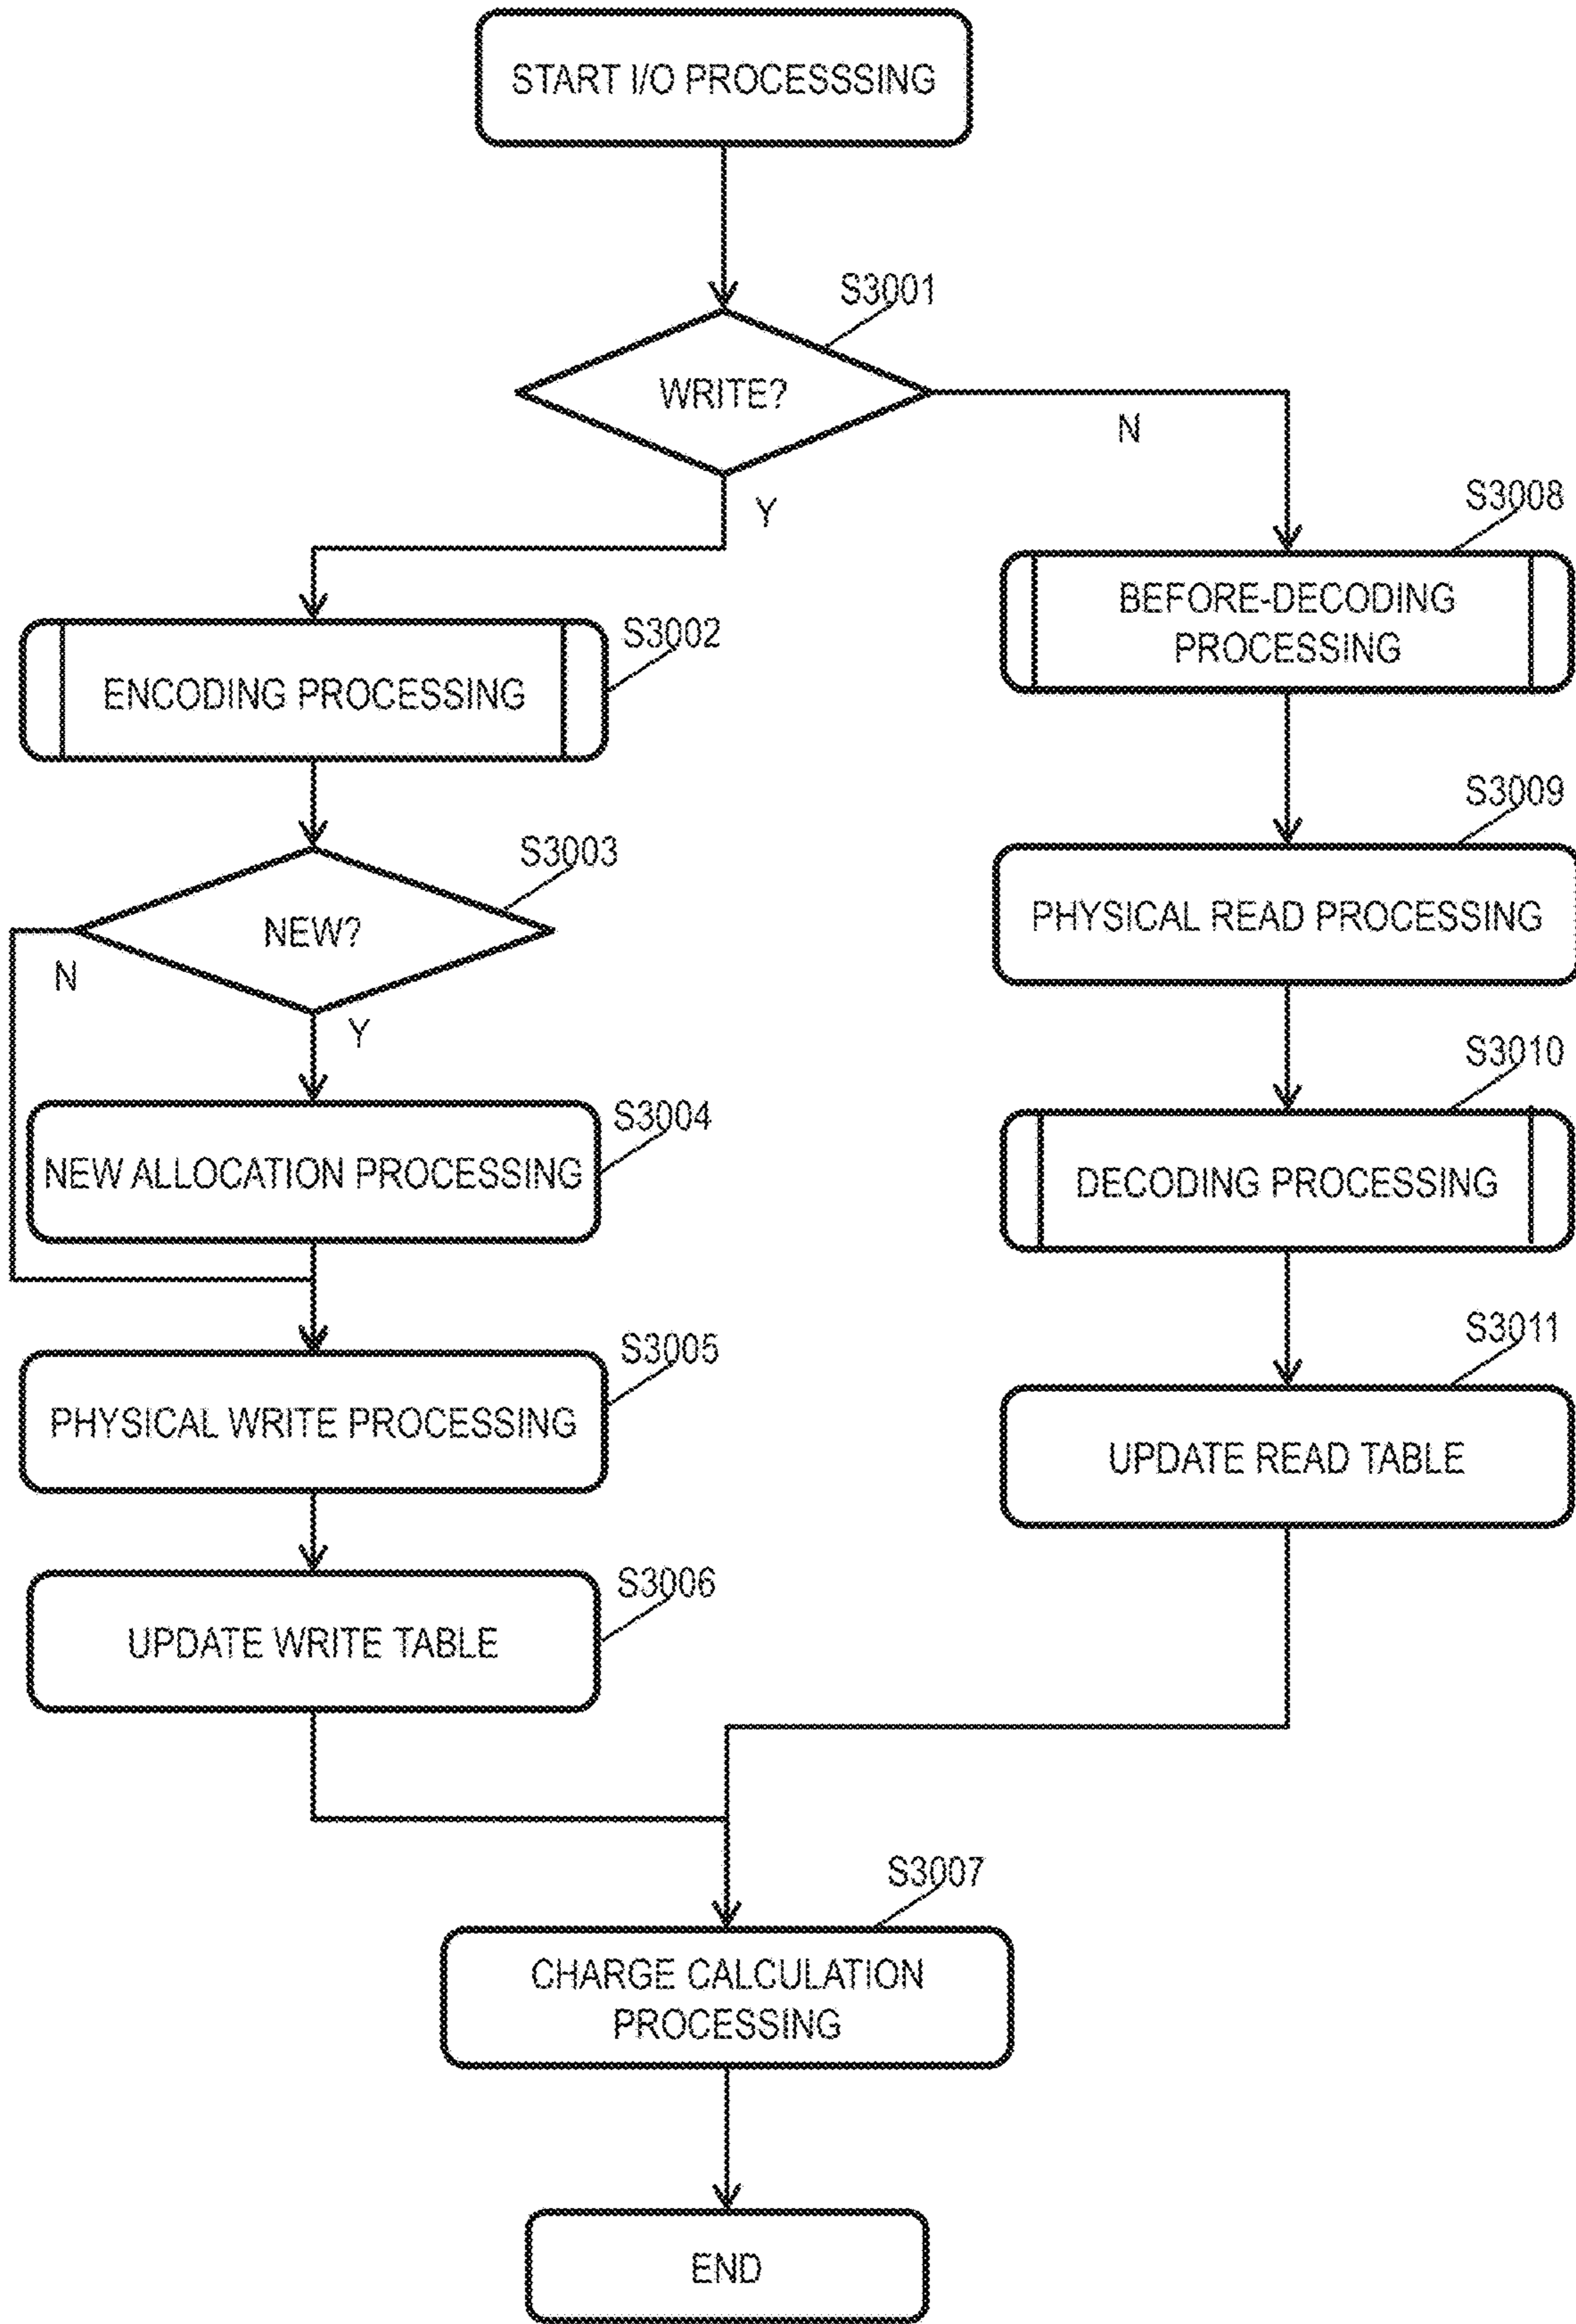 START I/O PROCESSSING
S3001
WRITE?
N
Y
S3008
BEFORE-DECODING
PROCESSING
S3002
ENCODING PROCESSING
S3009
PHYSICAL READ PROCESSING
S3003
NEW?
N
Y
S3010
DECODING PROCESSING
S3004
NEW ALLOCATION PROCESSING
S3011
UPDATE READ TABLE
S3005
PHYSICAL WRITE PROCESSING
S3006
UPDATE WRITE TABLE
S3007
CHARGE CALCULATION
PROCESSING
END